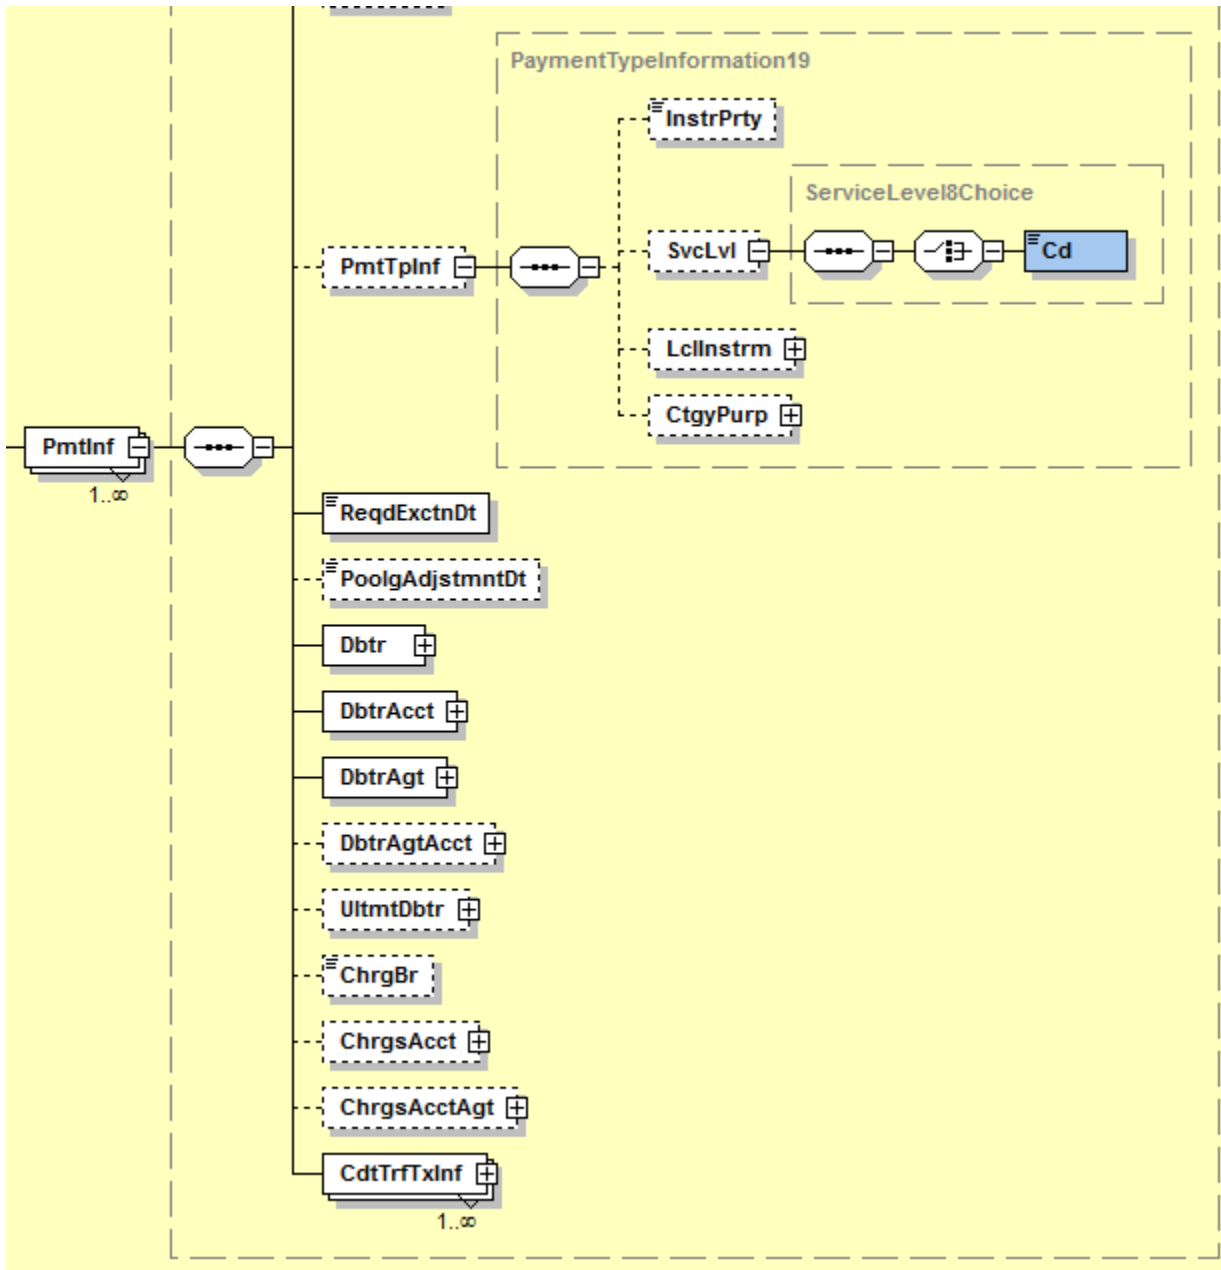 PaymentTypeInformation19
InstrPrty
ServiceLevel8Choice
SvcLvl
Cd
PmtTpInf
LclInstrm
CtgyPurp
PmtInf
1..∞
ReqdExctnDt
PoolgAdjstmntDt
Dbtr
DbtrAcct
DbtrAgt
DbtrAgtAcct
UltmtDbtr
ChrgBr
ChrgsAcct
ChrgsAcctAgt
CdtTrfTxInf
1..∞